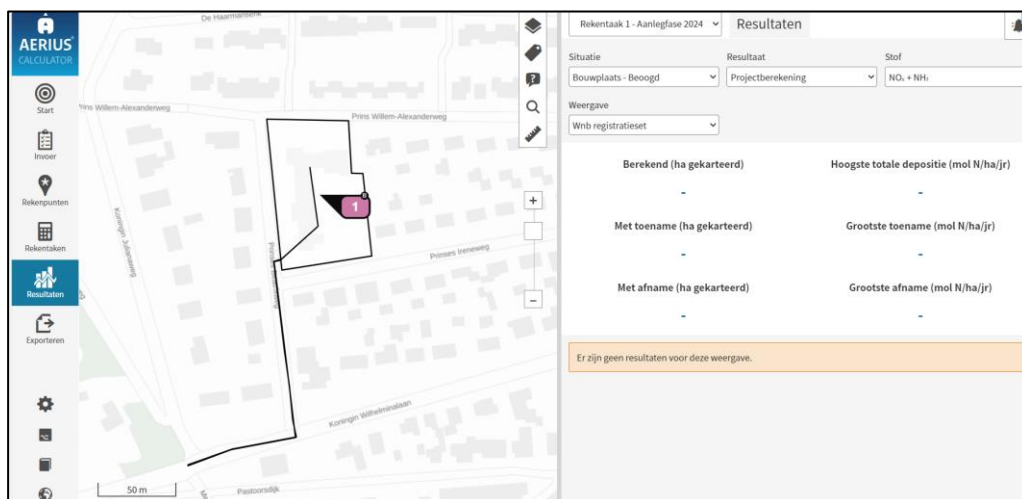 AERIUS®
CALCULATOR
Start
Invoer
Rekenpunten
Rekentaken
Resultaten
Exporteren
De Haarmansenk
Prins Willem-Alexanderweg
Prins Willem-Alexanderweg
Koningin Julianaweg
1
Prinses Ireneweg
Koningin Wilhelminalaan
Pastoorsdijk
50 m
+
−
Rekentaak 1 - Aanlegfase 2024
Resultaten
Situatie
Resultaat
Stof
Bouwplaats - Beoogd
Projectberekening
NOₓ + NH₃
Weergave
Wnb registratieset
Berekend (ha gekarteerd)
Hoogste totale depositie (mol N/ha/jr)
-
-
Met toename (ha gekarteerd)
Grootste toename (mol N/ha/jr)
-
-
Met afname (ha gekarteerd)
Grootste afname (mol N/ha/jr)
-
-
Er zijn geen resultaten voor deze weergave.